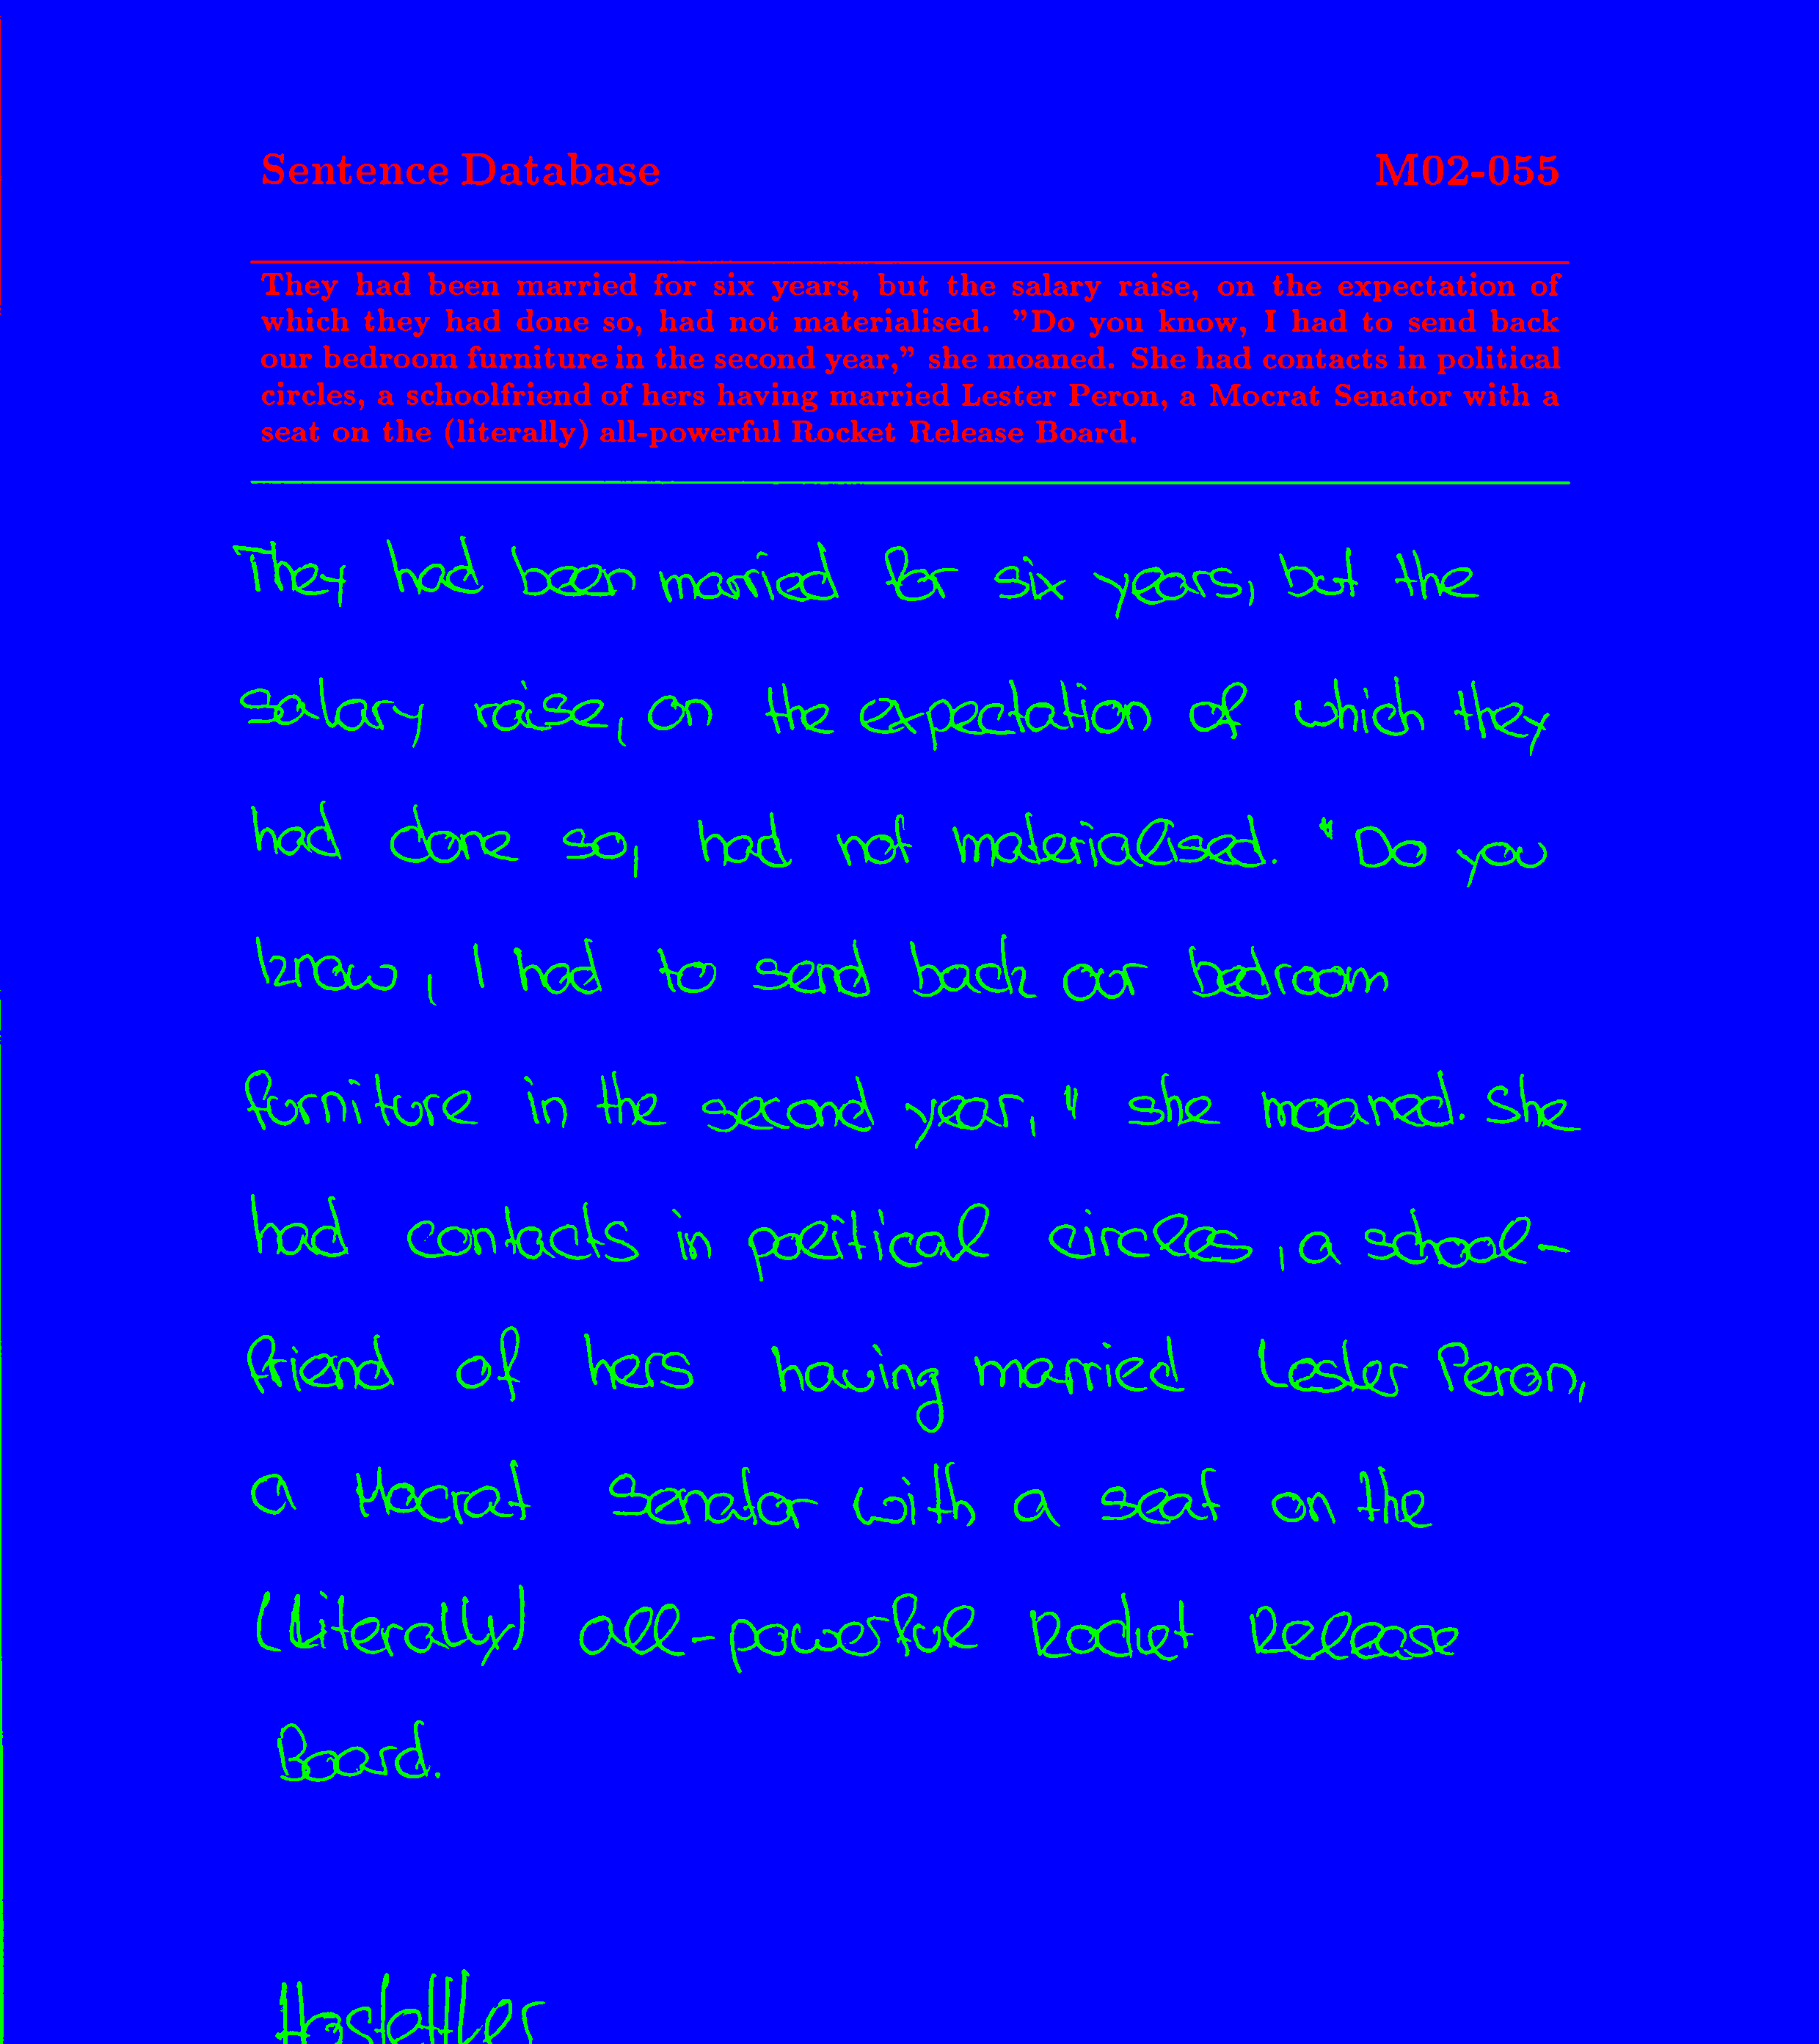 Sentence Database M02-055
They had been married for six years, but the salary raise, on the expectation of
which they had done so, had not materialised. "Do you know, I had to send back
our bedroom furniture in the second year," she moaned. She had contacts in political
circles, a schoolfriend of hers having married Lester Peron, a Mocrat Senator with a
seat on the (literally) all-powerful Rocket Release Board.
They had been married for six years, but the
salary raise, on the expectation of which they
had done so, had not materialised. "Do you
know, I had to send back our bedroom
furniture in the second year," she moaned. She
had contacts in political circles, a school-
friend of hers having married Lester Peron,
a Mocrat Senator with a seat on the
(literally) all-powerful Rocket Release
Board.
Hostettler